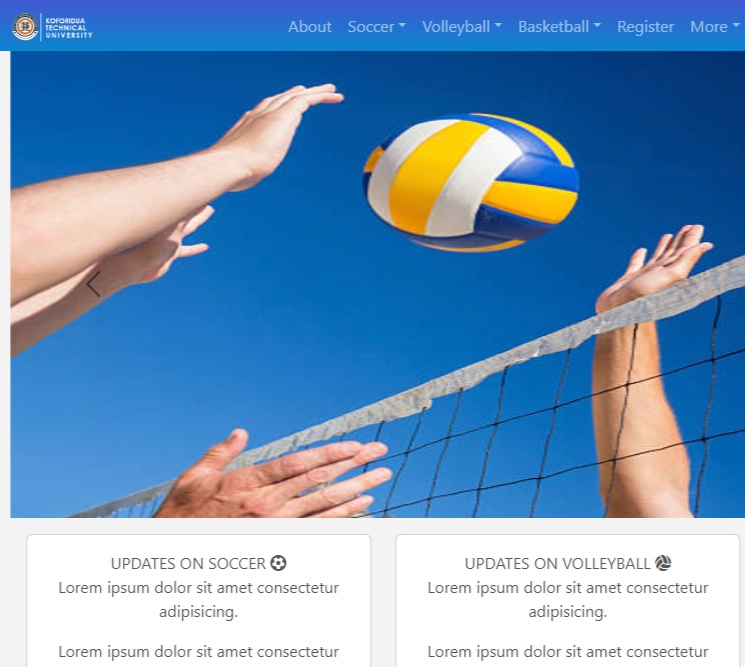 KOFORIDUA
TECHNICAL
UNIVERSITY
About Soccer Volleyball Basketball Register More
UPDATES ON SOCCER
Lorem ipsum dolor sit amet consectetur
adipisicing.
Lorem ipsum dolor sit amet consectetur
UPDATES ON VOLLEYBALL
Lorem ipsum dolor sit amet consectetur
adipisicing.
Lorem ipsum dolor sit amet consectetur